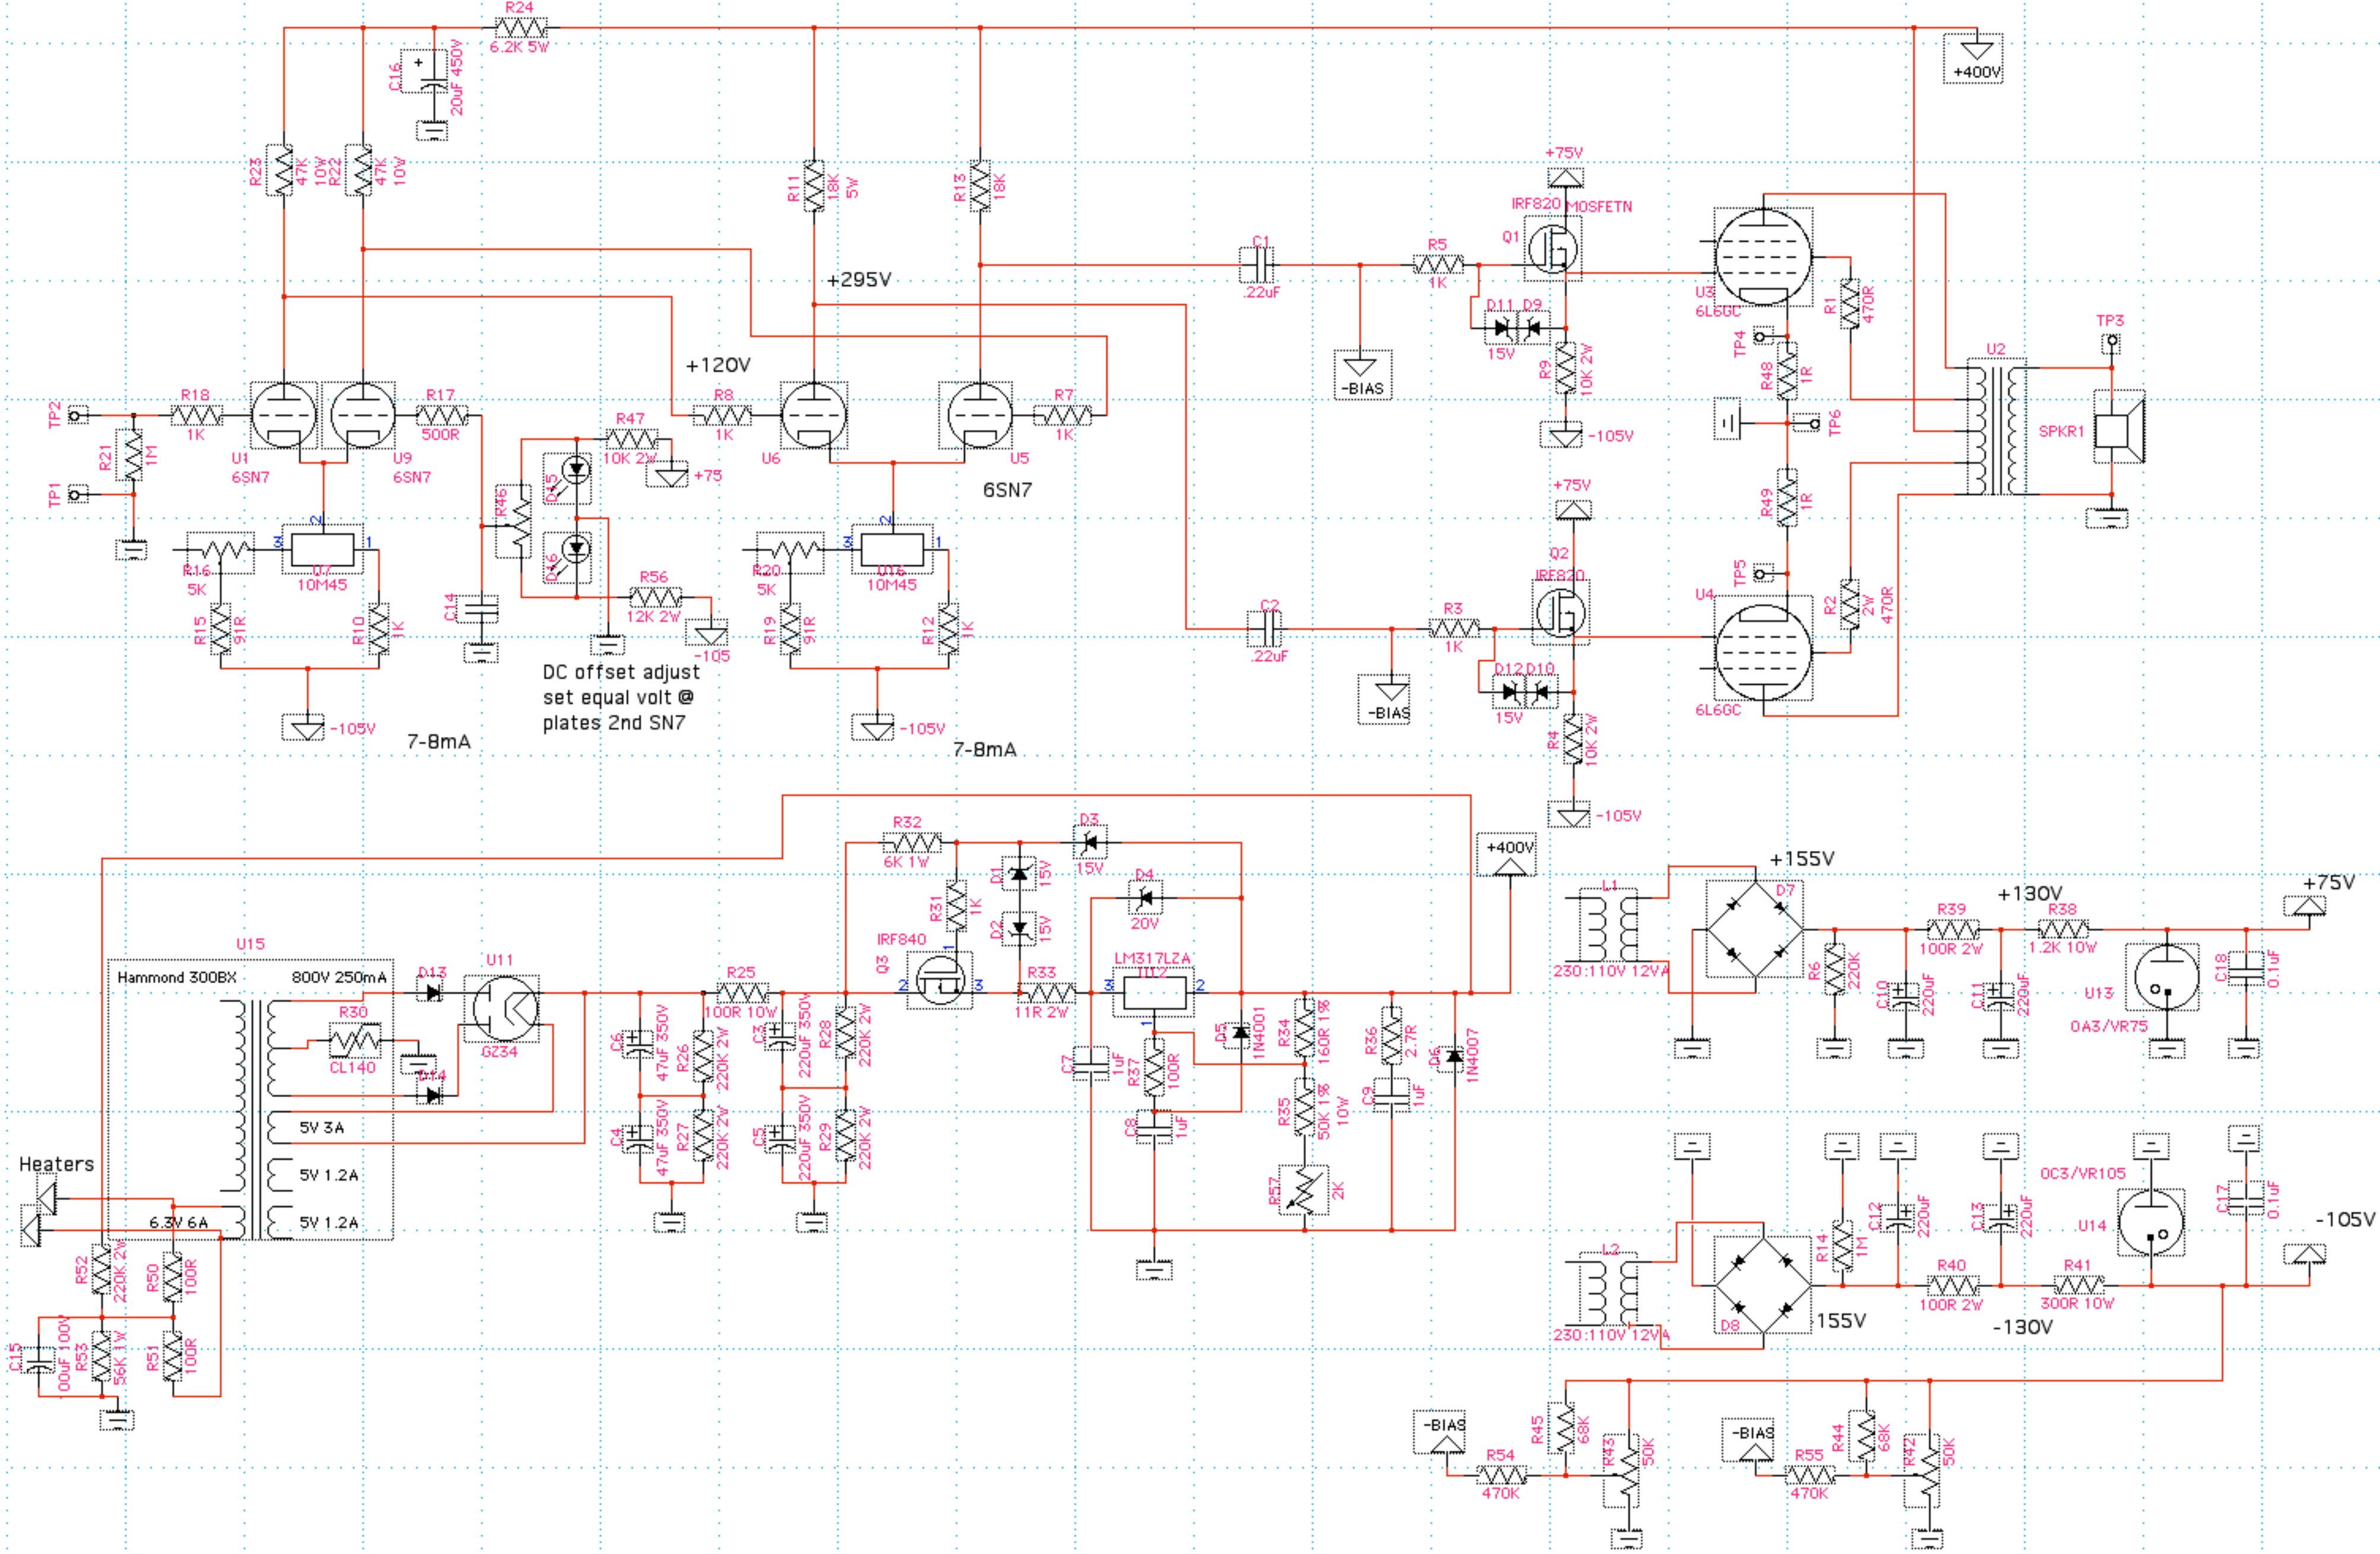 R24
6.2K 5W
C16
+
20uF 450V
+400V
R23
47K
10W
R22
47K
10W
R11
18K
5W
R13
18K
+75V
IRF820
MOSFETN
Q1
C1
.22uF
R5
1K
D11
D9
15V
R9
10K 2W
-105V
-BIAS
U3
6L6GC
R1
470R
TP4
R48
1R
TP6
R49
1R
TP5
U2
TP3
SPKR1
+295V
+120V
TP2
R18
1K
R21
1M
TP1
U1
6SN7
U9
6SN7
R17
500R
R47
10K 2W
+75
R46
D15
D16
R56
12K 2W
-105
C14
R8
1K
U6
U5
R7
1K
6SN7
R16
5K
3
2
1
U7
10M45
R15
91R
R10
1K
-105V
7-8mA
DC offset adjust
set equal volt @
plates 2nd SN7
R20
5K
3
2
1
U16
10M45
R19
91R
R12
1K
-105V
7-8mA
+75V
Q2
IRF820
C2
.22uF
R3
1K
-BIAS
D12
D10
15V
R4
10K 2W
-105V
U4
6L6GC
R2
2W
470R
R32
6K 1W
D3
15V
D1
15V
D2
15V
R31
1K
IRF840
Q3
1
2
3
D4
20V
LM317LZA
U12
3
2
1
R33
11R 2W
+400V
U15
Hammond 300BX
800V 250mA
D13
R30
CL140
D14
U11
GZ34
5V 3A
5V 1.2A
5V 1.2A
6.3V 6A
Heaters
R25
100R 10W
C6
+
47uF 350V
R26
220K 2W
C4
+
47uF 350V
R27
220K 2W
C3
+
220uF 350V
R28
220K 2W
C5
+
220uF 350V
R29
220K 2W
C7
1uF
R37
100R
C8
1uF
D5
1N4001
R34
160R 1%
R35
50K 1%
10W
R57
2K
R36
2.7R
C9
1uF
D6
1N4007
R52
220K 2W
R50
100R
C15
00uF 100V
R53
56K 1W
R51
100R
L1
230:110V 12VA
+155V
D7
R6
220K
C10
+
220uF
R39
100R 2W
+130V
C11
+
220uF
R38
1.2K 10W
U13
0A3/VR75
C18
0.1uF
+75V
L2
230:110V 12VA
D8
155V
R14
1M
C12
+
220uF
R40
100R 2W
-130V
C13
+
220uF
R41
300R 10W
0C3/VR105
U14
C17
0.1uF
-105V
-BIAS
R54
470K
R45
68K
R43
50K
-BIAS
R55
470K
R44
68K
R42
50K